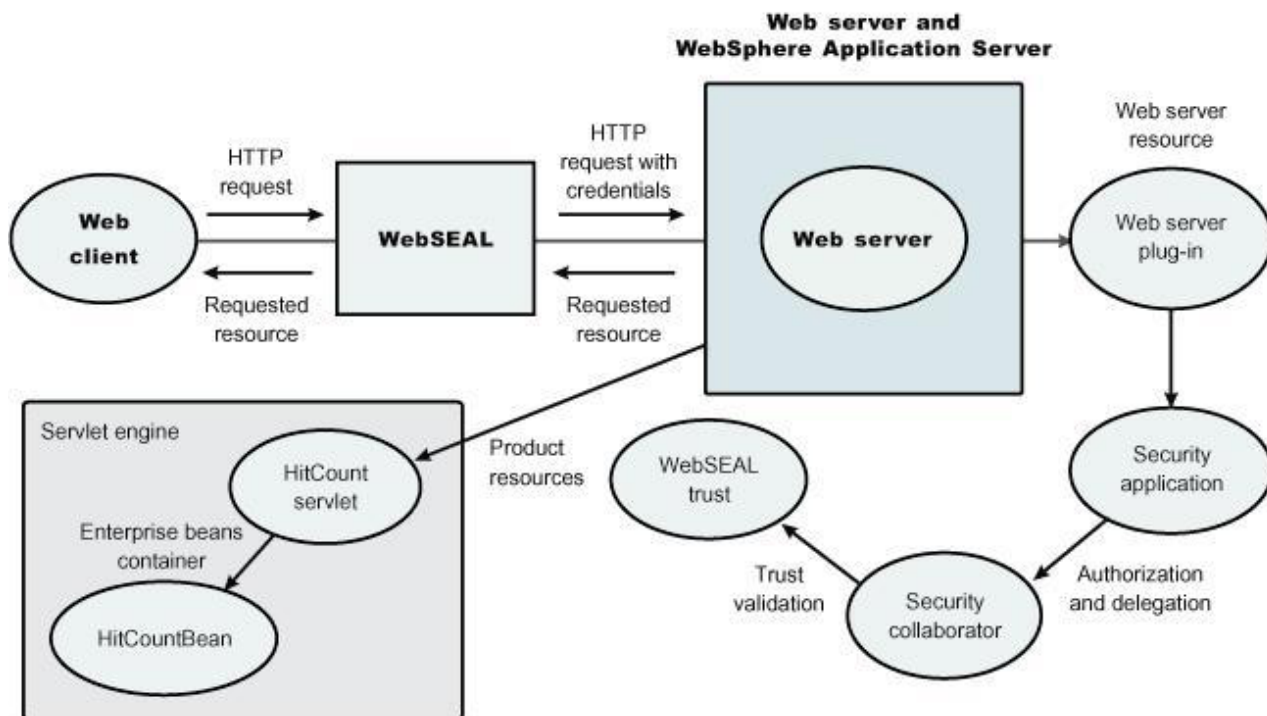 Web server and
WebSphere Application Server
Web server
resource
HTTP
request
HTTP
request with
credentials
Web
client
WebSEAL
Web server
Web server
plug-in
Requested
resource
Requested
resource
Servlet engine
HitCount
servlet
Product
resources
WebSEAL
trust
Security
application
Enterprise beans
container
Trust
validation
Authorization
and delegation
Security
collaborator
HitCountBean